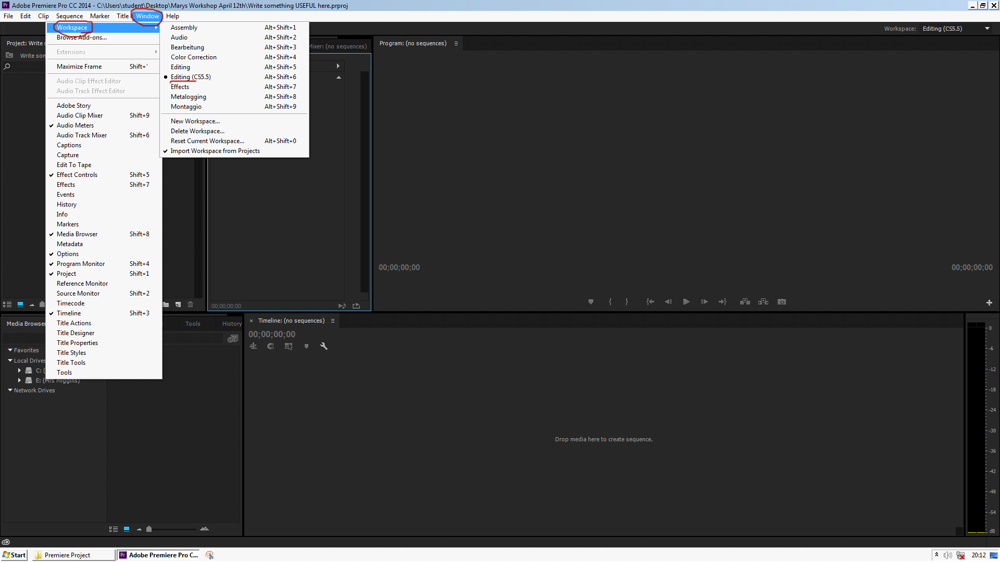 Adobe Premiere Pro CC 2014 - C:\Users\student\Desktop\Marys Workshop April 12th\Write something USEFUL here.prproj
File Edit Clip Sequence Marker Title Window Help
Workspace: Editing (CS5.5)
Workspace
Browse Add-ons...
Extensions
Maximize Frame Shift+'
Audio Clip Effect Editor
Audio Track Effect Editor
Adobe Story
Audio Clip Mixer Shift+9
Audio Meters
Audio Track Mixer Shift+6
Captions
Capture
Edit To Tape
Effect Controls Shift+5
Effects Shift+7
Events
History
Info
Markers
Media Browser Shift+8
Metadata
Options
Program Monitor Shift+4
Project Shift+1
Reference Monitor
Source Monitor Shift+2
Timecode
Timeline Shift+3
Title Actions
Title Designer
Title Properties
Title Styles
Title Tools
Tools
Assembly Alt+Shift+1
Audio Alt+Shift+2
Bearbeitung Alt+Shift+3
Color Correction Alt+Shift+4
Editing Alt+Shift+5
Editing (CS5.5) Alt+Shift+6
Effects Alt+Shift+7
Metalogging Alt+Shift+8
Montaggio Alt+Shift+9
New Workspace...
Delete Workspace...
Reset Current Workspace... Alt+Shift+0
Import Workspace from Projects
Project: Write
Write
Mixer: (no sequences)
00;00;00;00
Program: (no sequences)
00;00;00;00 00;00;00;00
Media Browser Tools History
Favorites
Local Drives
C:
E: (Mrs Miggins)
Network Drives
Timeline: (no sequences)
00;00;00;00
Drop media here to create sequence.
0
-6
-12
-18
-24
-30
-36
-42
-48
-54
dB
Start Premiere Project Adobe Premiere Pro C... 20:12